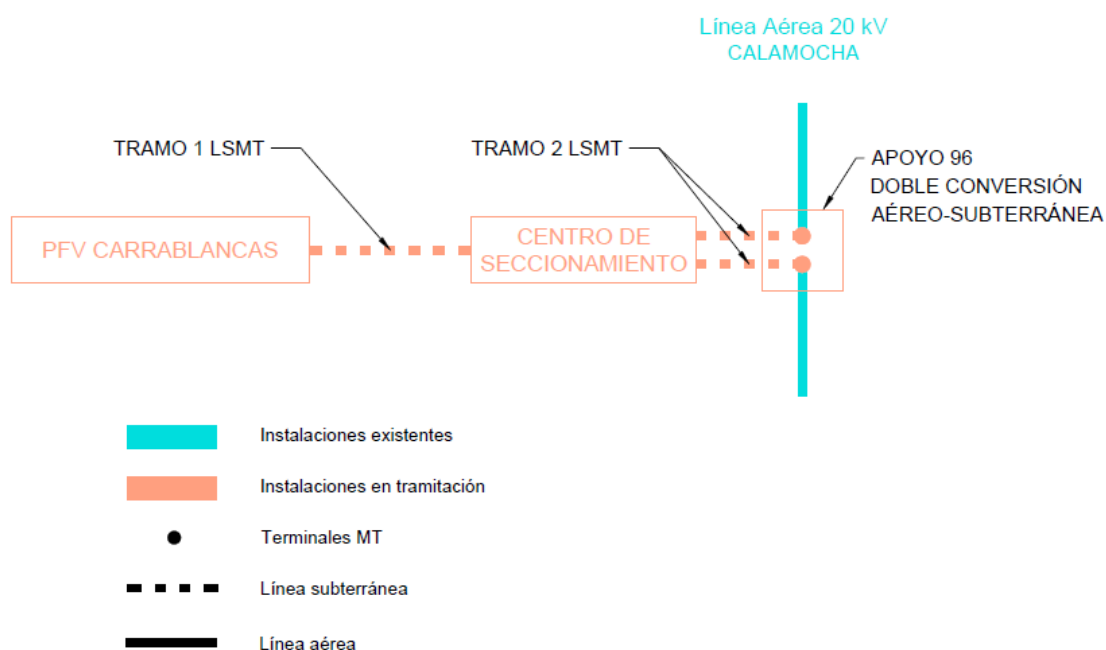 Línea Aérea 20 kV
CALAMOCHA
TRAMO 1 LSMT
TRAMO 2 LSMT
APOYO 96
DOBLE CONVERSIÓN
AÉREO-SUBTERRÁNEA
PFV CARRABLANCAS
CENTRO DE
SECCIONAMIENTO
Instalaciones existentes
Instalaciones en tramitación
Terminales MT
Línea subterránea
Línea aérea